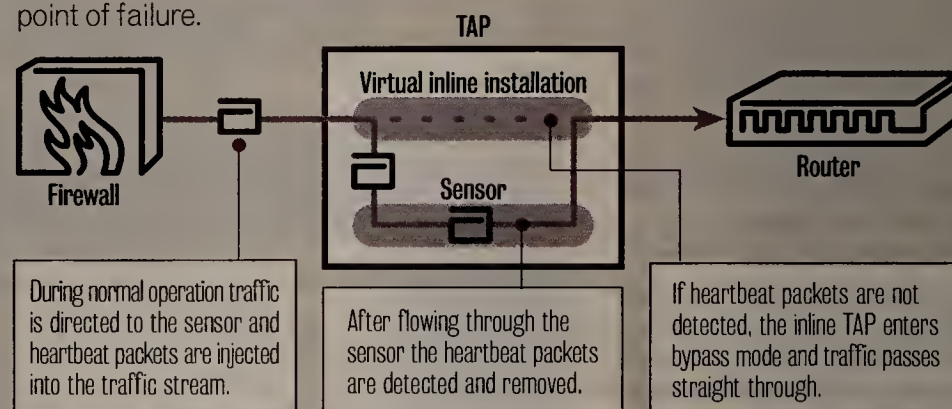 point of failure.
TAP
Virtual inline installation
Firewall
Sensor
Router
During normal operation traffic
is directed to the sensor and
heartbeat packets are injected
into the traffic stream.
After flowing through the
sensor the heartbeat packets
are detected and removed.
If heartbeat packets are not
detected, the inline TAP enters
bypass mode and traffic passes
straight through.